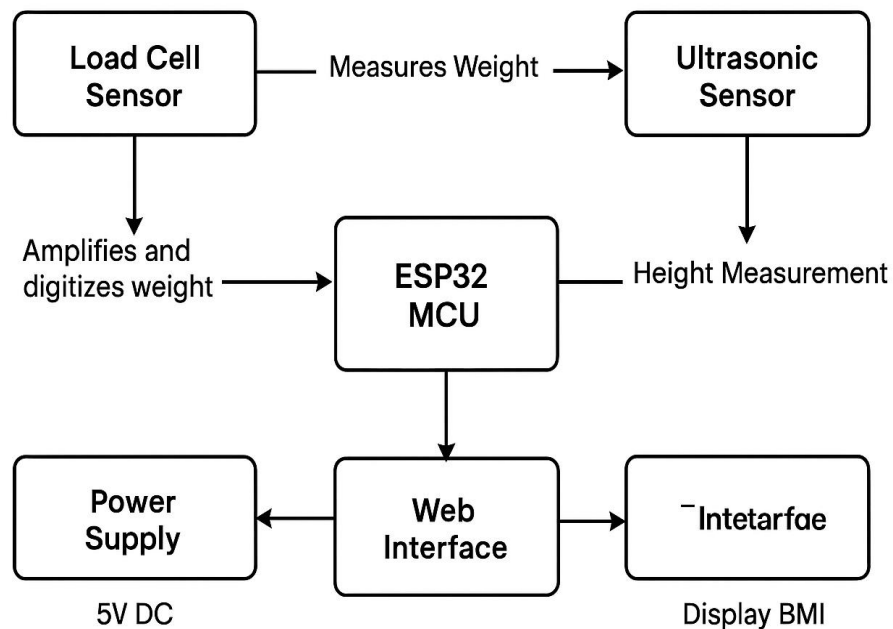 Load Cell
Sensor
Measures Weight
Ultrasonic
Sensor
Amplifies and
digitizes weight
ESP32
MCU
Height Measurement
Power
Supply
Web
Interface
¯Intetarfae
5V DC
Display BMI